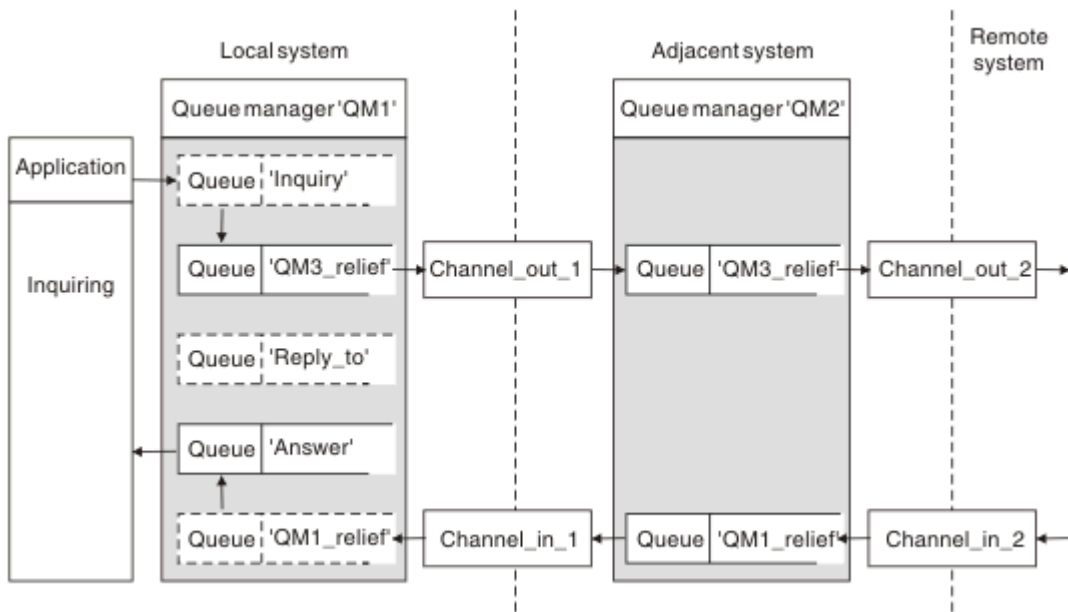 Local system
Adjacent system
Remote
system
Queue manager 'QM1'
Queue manager 'QM2'
Application
Inquiring
Queue 'Inquiry'
Queue 'QM3_relief'
Channel_out_1
Queue 'QM3_relief'
Channel_out_2
Queue 'Reply_to'
Queue 'Answer'
Queue 'QM1_relief'
Channel_in_1
Queue 'QM1_relief'
Channel_in_2